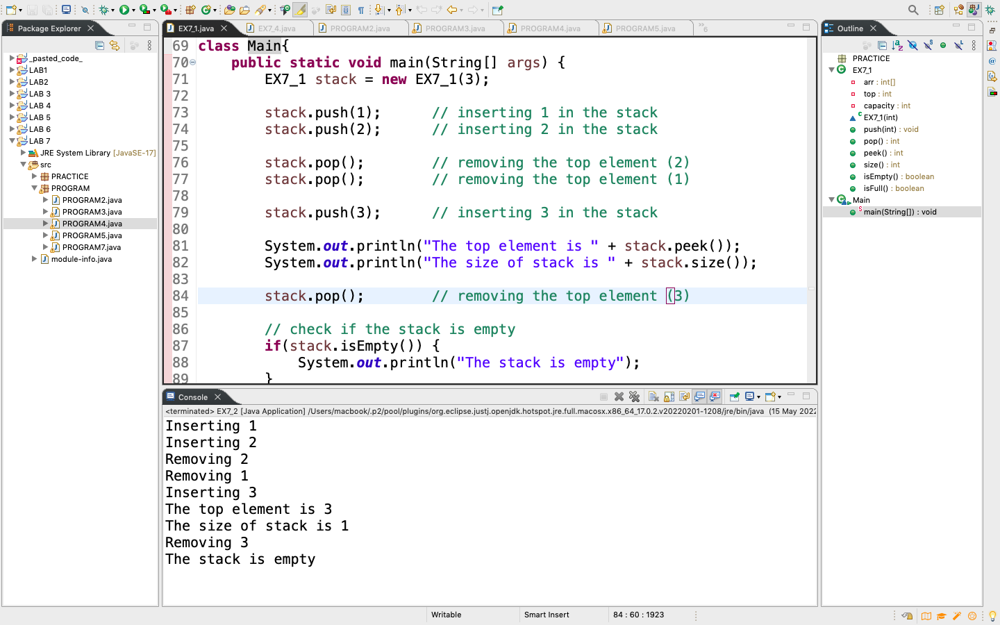 Package Explorer
_pasted_code_
LAB1
LAB2
LAB 3
LAB 4
LAB 5
LAB 6
LAB 7
JRE System Library [JavaSE-17]
src
PRACTICE
PROGRAM
PROGRAM2.java
PROGRAM3.java
PROGRAM4.java
PROGRAM5.java
PROGRAM7.java
module-info.java
EX7_1.java
EX7_4.java
PROGRAM2.java
PROGRAM3.java
PROGRAM4.java
PROGRAM5.java
»6
69 class Main{
70 public static void main(String[] args) {
71 EX7_1 stack = new EX7_1(3);
72
73 stack.push(1); // inserting 1 in the stack
74 stack.push(2); // inserting 2 in the stack
75
76 stack.pop(); // removing the top element (2)
77 stack.pop(); // removing the top element (1)
78
79 stack.push(3); // inserting 3 in the stack
80
81 System.out.println("The top element is " + stack.peek());
82 System.out.println("The size of stack is " + stack.size());
83
84 stack.pop(); // removing the top element (3)
85
86 // check if the stack is empty
87 if(stack.isEmpty()) {
88 System.out.println("The stack is empty");
89 }
Console
<terminated> EX7_2 [Java Application] /Users/macbook/.p2/pool/plugins/org.eclipse.justj.openjdk.hotspot.jre.full.macosx.x86_64_17.0.2.v20220201-1208/jre/bin/java (15 May 2022
Inserting 1
Inserting 2
Removing 2
Removing 1
Inserting 3
The top element is 3
The size of stack is 1
Removing 3
The stack is empty
Outline
PRACTICE
EX7_1
arr : int[]
top : int
capacity : int
EX7_1(int)
push(int) : void
pop() : int
peek() : int
size() : int
isEmpty() : boolean
isFull() : boolean
Main
main(String[]) : void
Writable
Smart Insert
84 : 60 : 1923